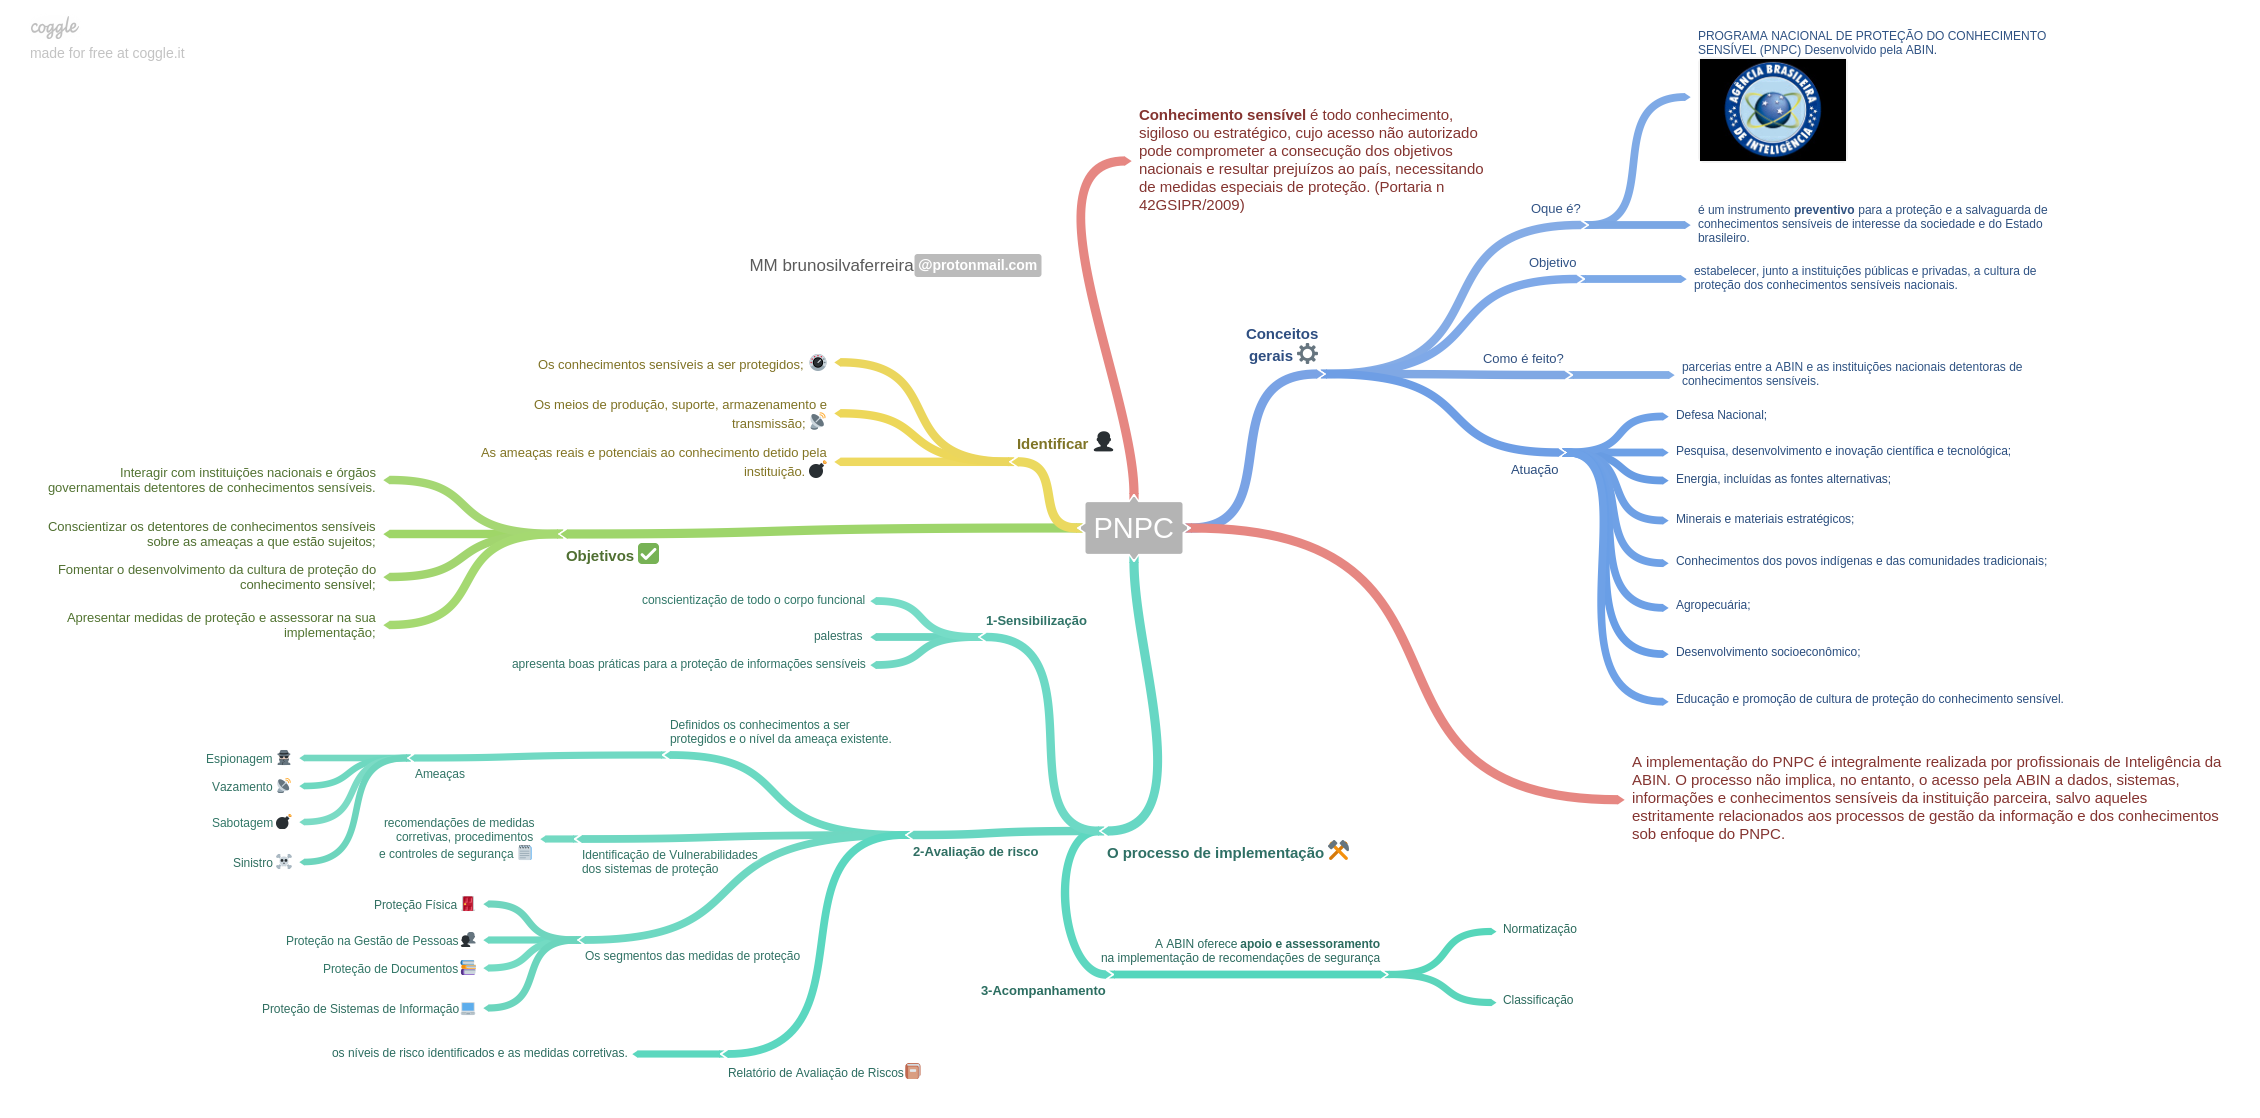 coggle
made for free at coggle.it
PROGRAMA NACIONAL DE PROTEÇÃO DO CONHECIMENTO
SENSÍVEL (PNPC) Desenvolvido pela ABIN.
AGÊNCIA BRASILEIRA
DE INTELIGÊNCIA
Conhecimento sensível é todo conhecimento,
sigiloso ou estratégico, cujo acesso não autorizado
pode comprometer a consecução dos objetivos
nacionais e resultar prejuízos ao país, necessitando
de medidas especiais de proteção. (Portaria n
42GSIPR/2009)
MM brunosilvaferreira@protonmail.com
PNPC
Conceitos
gerais
Oque é?
é um instrumento preventivo para a proteção e a salvaguarda de
conhecimentos sensíveis de interesse da sociedade e do Estado
brasileiro.
Objetivo
estabelecer, junto a instituições públicas e privadas, a cultura de
proteção dos conhecimentos sensíveis nacionais.
Como é feito?
parcerias entre a ABIN e as instituições nacionais detentoras de
conhecimentos sensíveis.
Atuação
Defesa Nacional;
Pesquisa, desenvolvimento e inovação científica e tecnológica;
Energia, incluídas as fontes alternativas;
Minerais e materiais estratégicos;
Conhecimentos dos povos indígenas e das comunidades tradicionais;
Agropecuária;
Desenvolvimento socioeconômico;
Educação e promoção de cultura de proteção do conhecimento sensível.
A implementação do PNPC é integralmente realizada por profissionais de Inteligência da
ABIN. O processo não implica, no entanto, o acesso pela ABIN a dados, sistemas,
informações e conhecimentos sensíveis da instituição parceira, salvo aqueles
estritamente relacionados aos processos de gestão da informação e dos conhecimentos
sob enfoque do PNPC.
Identificar
Os conhecimentos sensíveis a ser protegidos;
Os meios de produção, suporte, armazenamento e
transmissão;
As ameaças reais e potenciais ao conhecimento detido pela
instituição.
Objetivos
Interagir com instituições nacionais e órgãos
governamentais detentores de conhecimentos sensíveis.
Conscientizar os detentores de conhecimentos sensíveis
sobre as ameaças a que estão sujeitos;
Fomentar o desenvolvimento da cultura de proteção do
conhecimento sensível;
Apresentar medidas de proteção e assessorar na sua
implementação;
O processo de implementação
1-Sensibilização
conscientização de todo o corpo funcional
palestras
apresenta boas práticas para a proteção de informações sensíveis
2-Avaliação de risco
Definidos os conhecimentos a ser
protegidos e o nível da ameaça existente.
Ameaças
Espionagem
Vazamento
Sabotagem
Sinistro
Identificação de Vulnerabilidades
dos sistemas de proteção
recomendações de medidas
corretivas, procedimentos
e controles de segurança
Os segmentos das medidas de proteção
Proteção Física
Proteção na Gestão de Pessoas
Proteção de Documentos
Proteção de Sistemas de Informação
Relatório de Avaliação de Riscos
os níveis de risco identificados e as medidas corretivas.
3-Acompanhamento
A ABIN oferece apoio e assessoramento
na implementação de recomendações de segurança
Normatização
Classificação